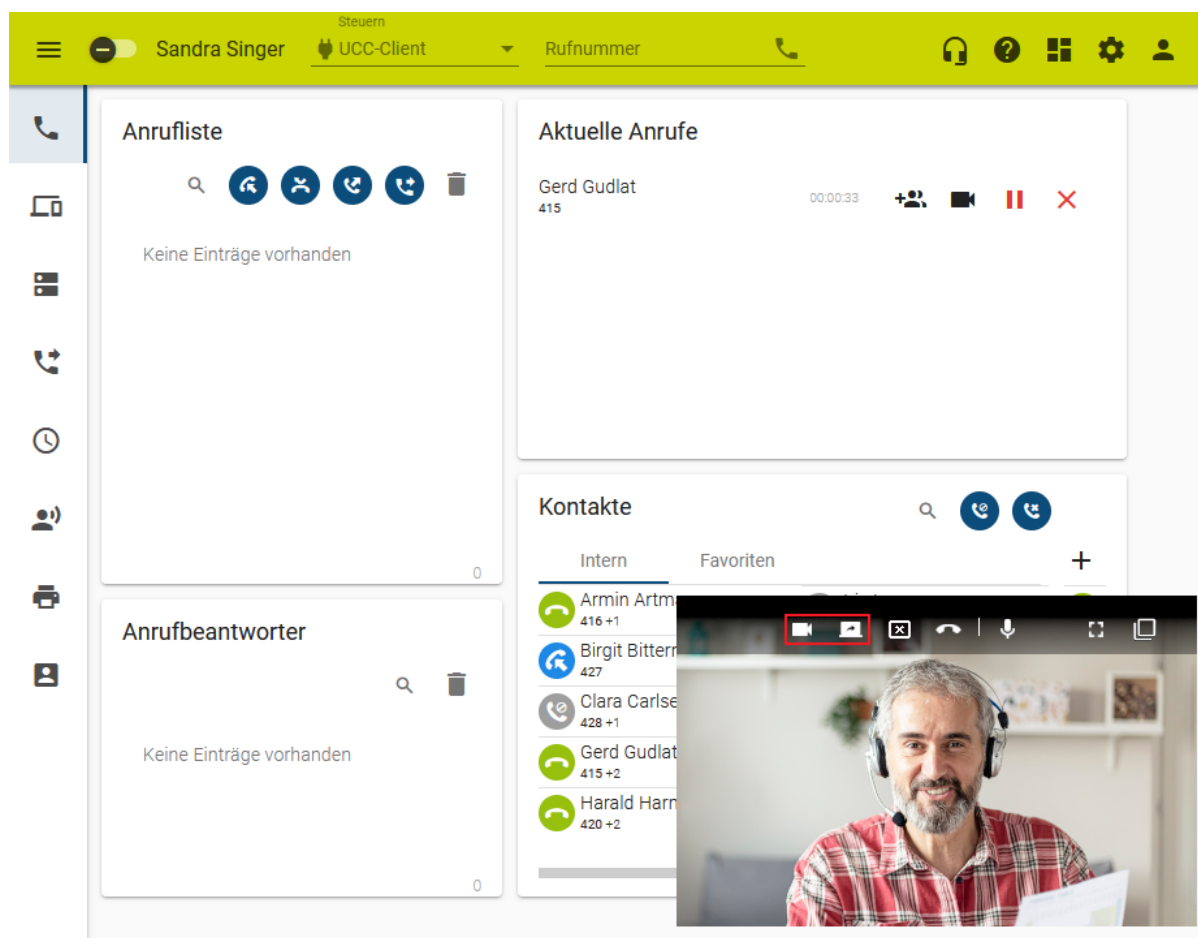 Steuern
Sandra Singer
UCC-Client
Rufnummer
Anrufliste
Keine Einträge vorhanden
0
Aktuelle Anrufe
Gerd Gudlat
415
00:00:33
Kontakte
Intern
Favoriten
Armin Artm
416 +1
Birgit Bittern
427
Clara Carlse
428 +1
Gerd Gudlat
415 +2
Harald Harn
420 +2
Anrufbeantworter
Keine Einträge vorhanden
0